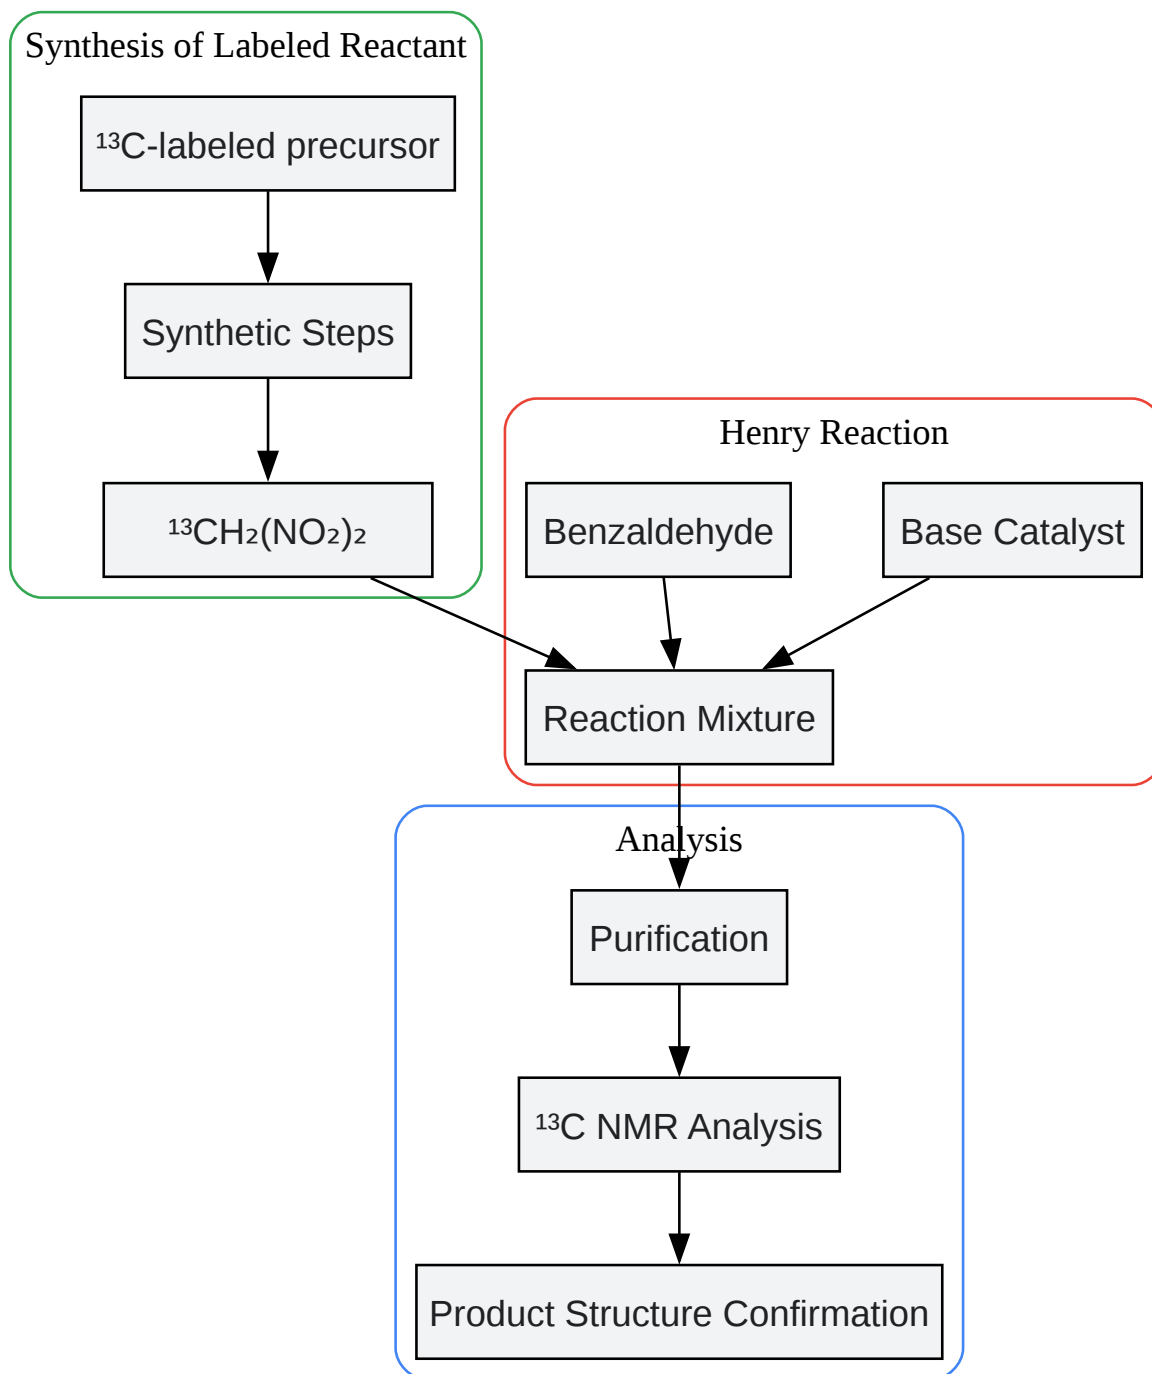 Synthesis of Labeled Reactant
¹³C-labeled precursor
Synthetic Steps
¹³CH₂(NO₂)₂
Henry Reaction
Benzaldehyde
Base Catalyst
Reaction Mixture
Analysis
Purification
¹³C NMR Analysis
Product Structure Confirmation